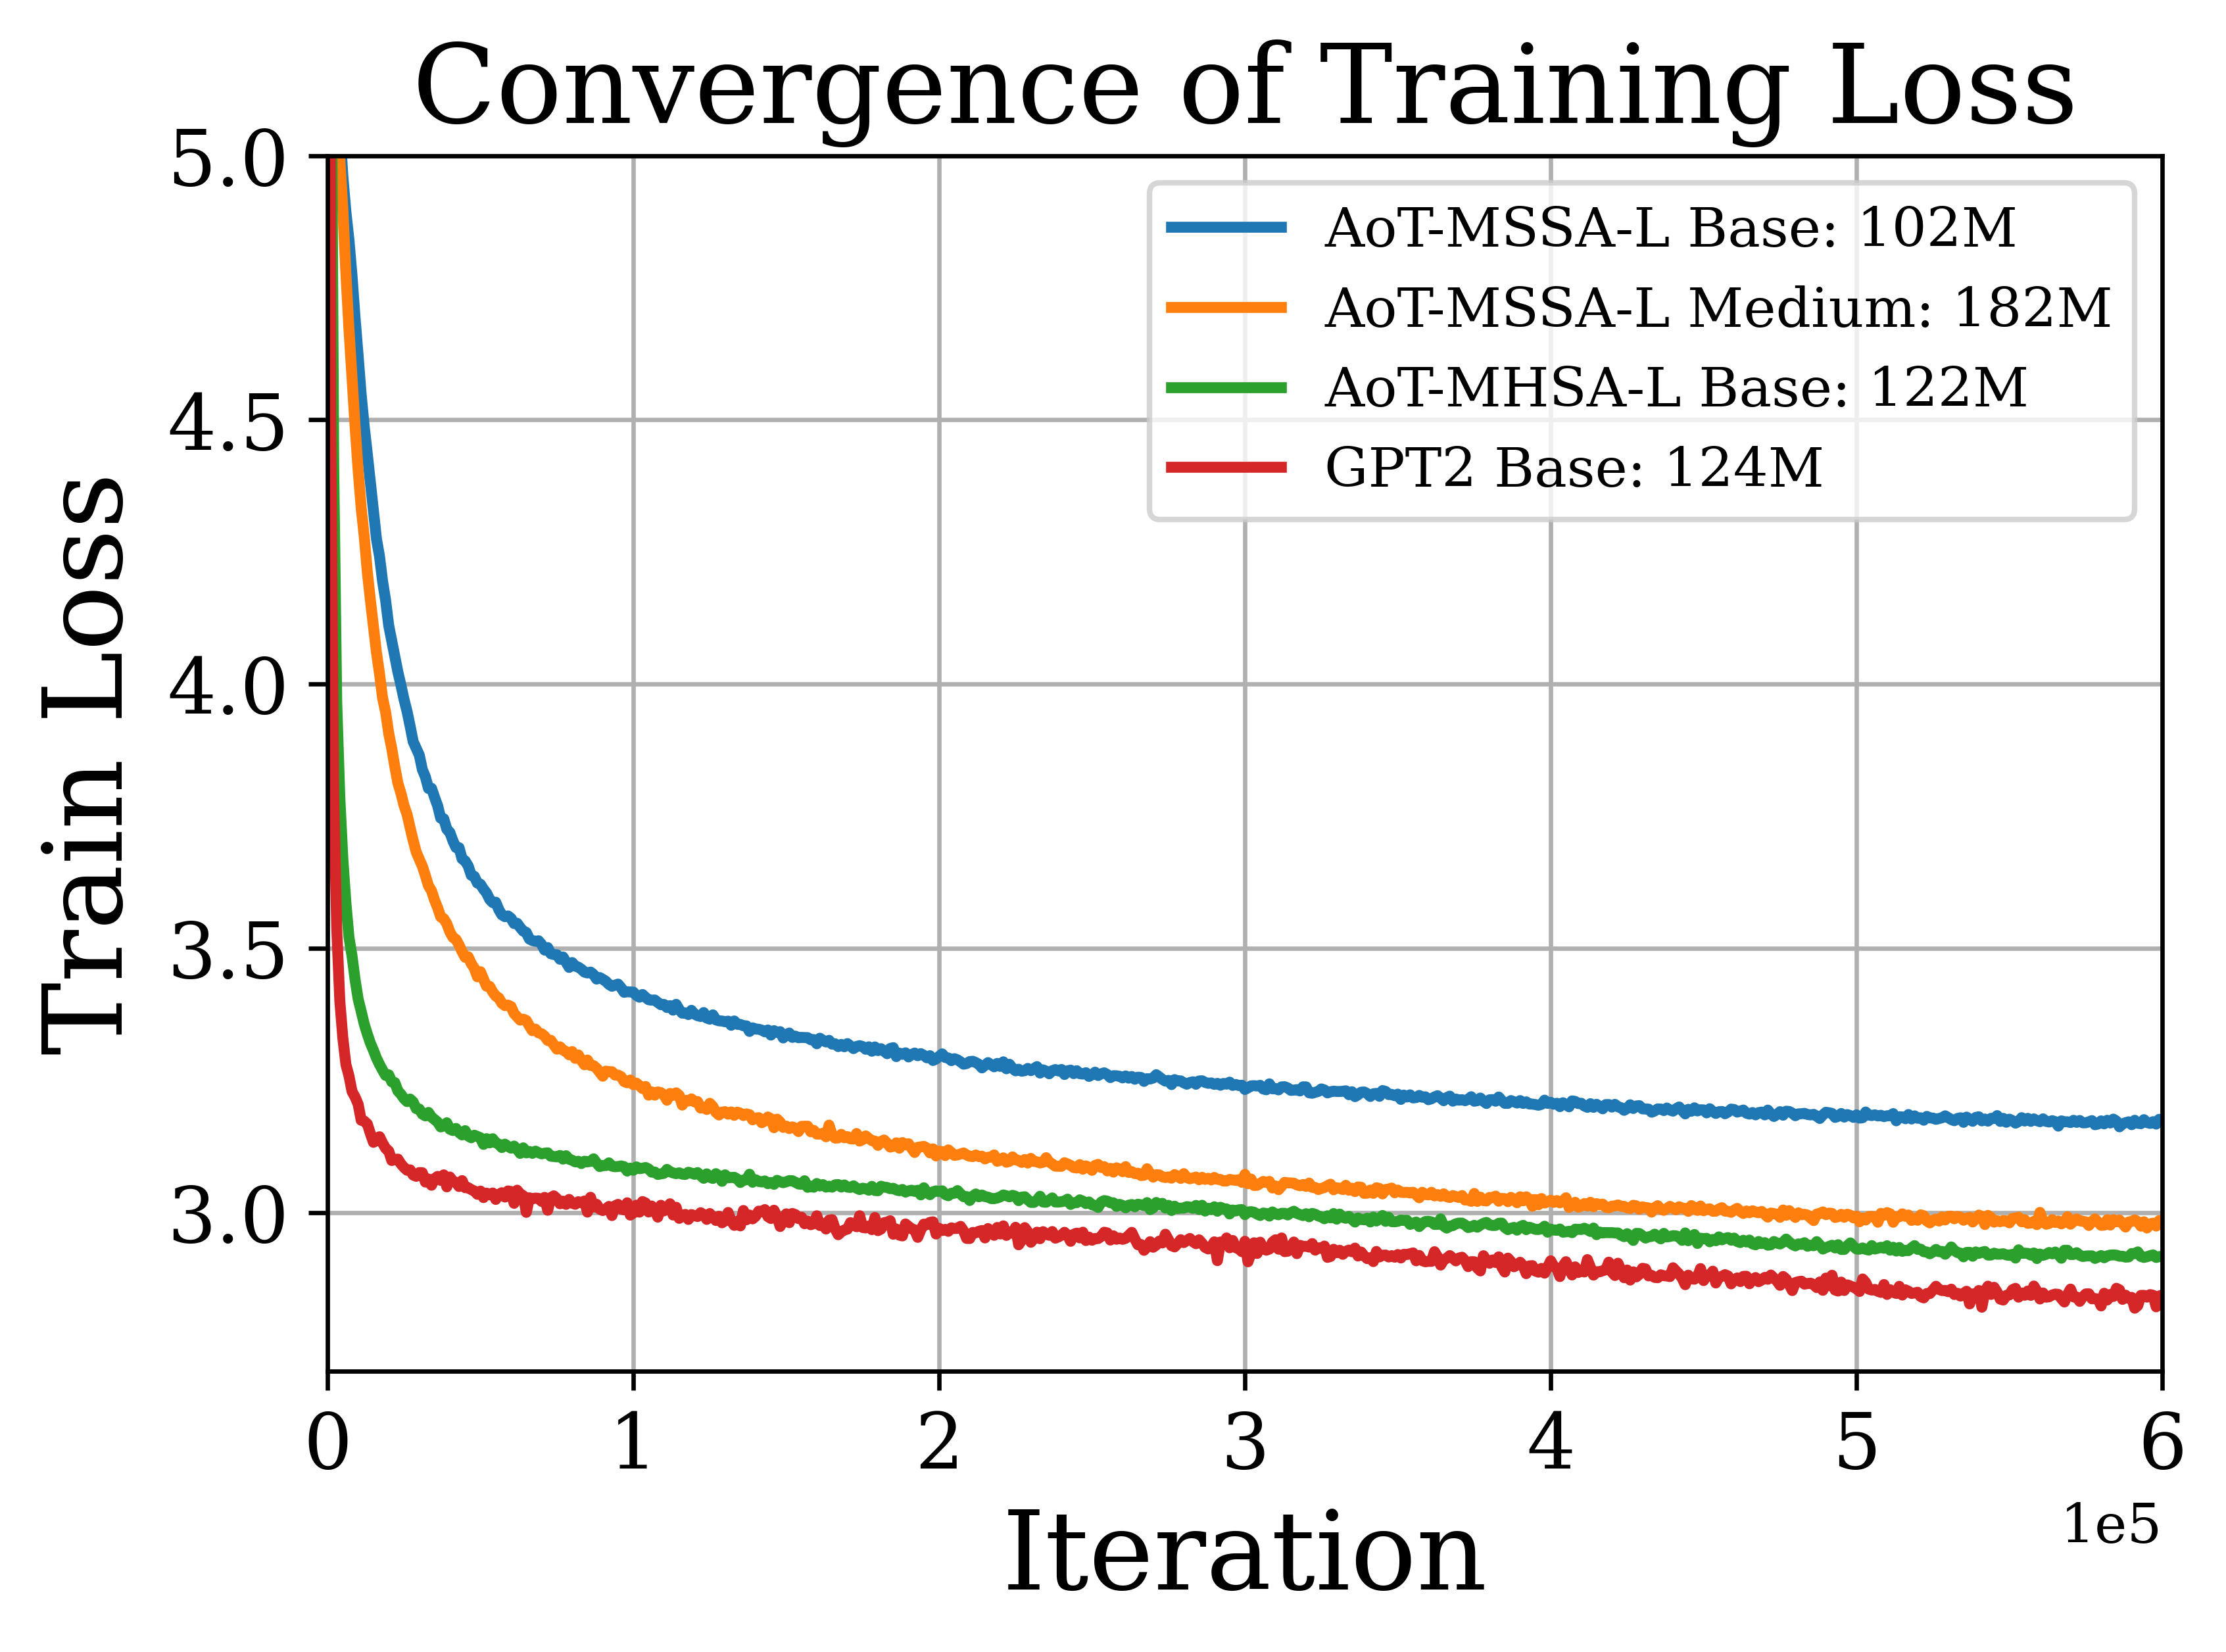 Convergence of Training Loss
AoT-MSSA-L Base: 102M
AoT-MSSA-L Medium: 182M
AoT-MHSA-L Base: 122M
GPT2 Base: 124M
Train Loss
5.0
4.5
4.0
3.5
3.0
0 1 2 3 4 5 6
1e5
Iteration